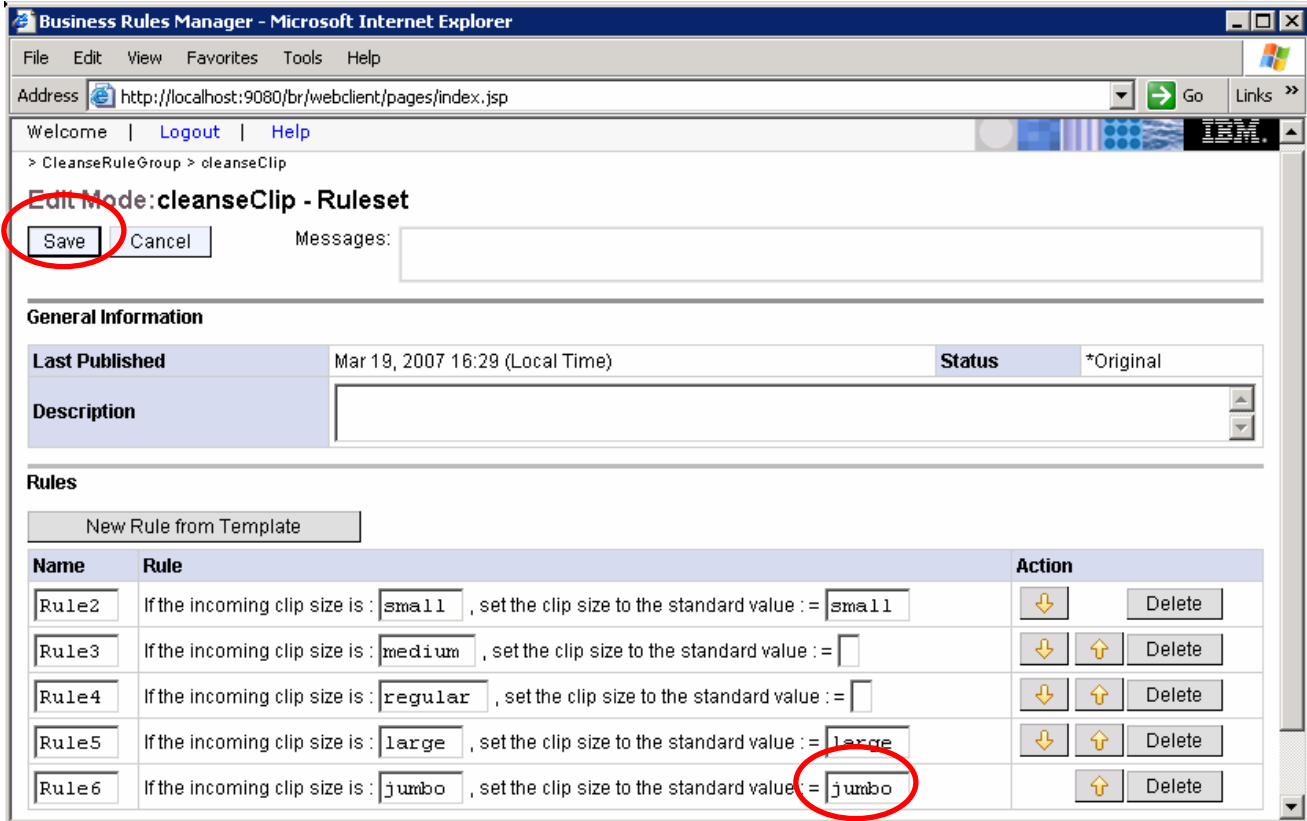 Business Rules Manager - Microsoft Internet Explorer
File Edit View Favorites Tools Help
Address http://localhost:9080/br/webclient/pages/index.jsp Go Links »
Welcome | Logout | Help IBM.
> CleanseRuleGroup > cleanseClip
Edit Mode:cleanseClip - Ruleset
Save Cancel Messages:
General Information
Last Published Mar 19, 2007 16:29 (Local Time) Status *Original
Description
Rules
New Rule from Template
Name Rule Action
Rule2 If the incoming clip size is : small , set the clip size to the standard value : = small Delete
Rule3 If the incoming clip size is : medium , set the clip size to the standard value : = Delete
Rule4 If the incoming clip size is : regular , set the clip size to the standard value : = Delete
Rule5 If the incoming clip size is : large , set the clip size to the standard value : = large Delete
Rule6 If the incoming clip size is : jumbo , set the clip size to the standard value : = jumbo Delete